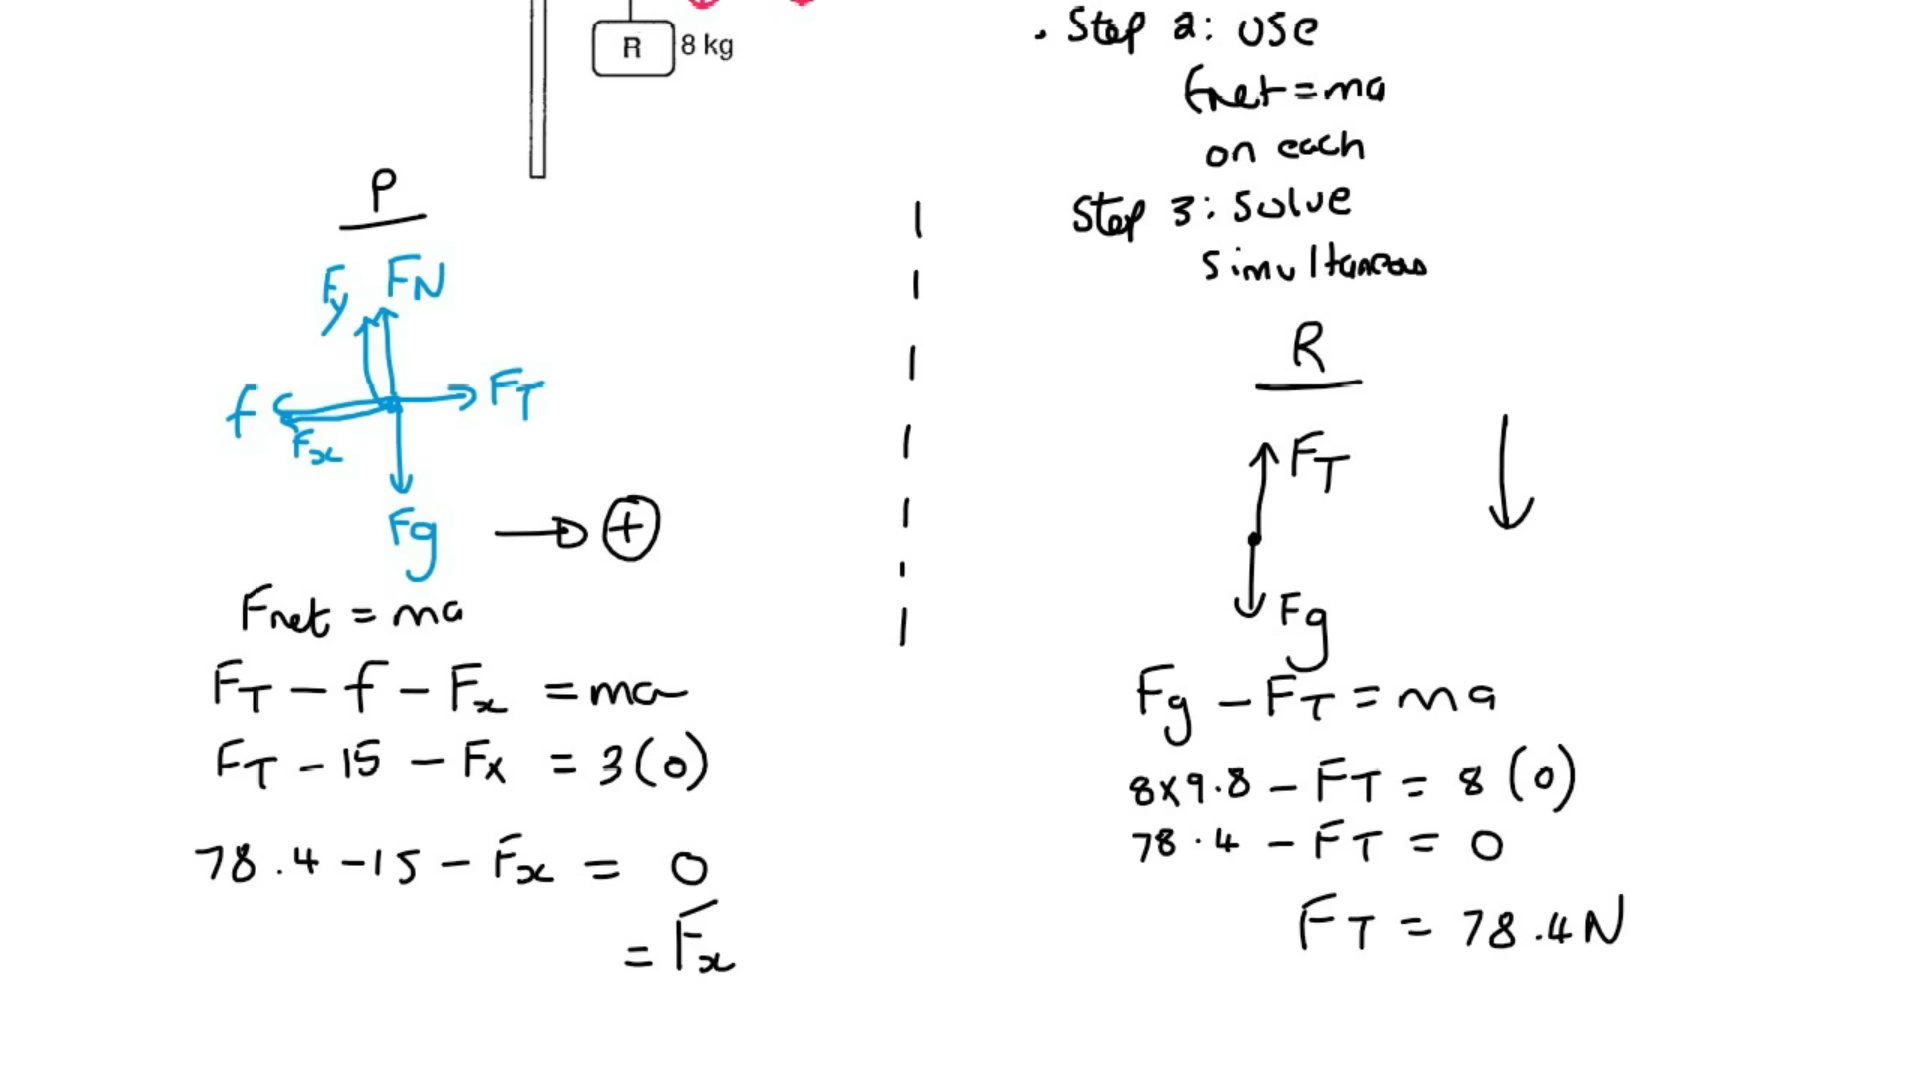 R 8 kg
. Step 2: use
Fnet = ma
on each
Step 3: Solve
Simultaneous
P
Fy FN
f FT
Fx
Fg → +
Fnet = ma
FT - f - Fx = ma
FT - 15 - Fx = 3(0)
78.4 - 15 - Fx = 0
= Fx
R
FT
Fg
Fg - FT = ma
8x9.8 - FT = 8(0)
78.4 - FT = 0
FT = 78.4N